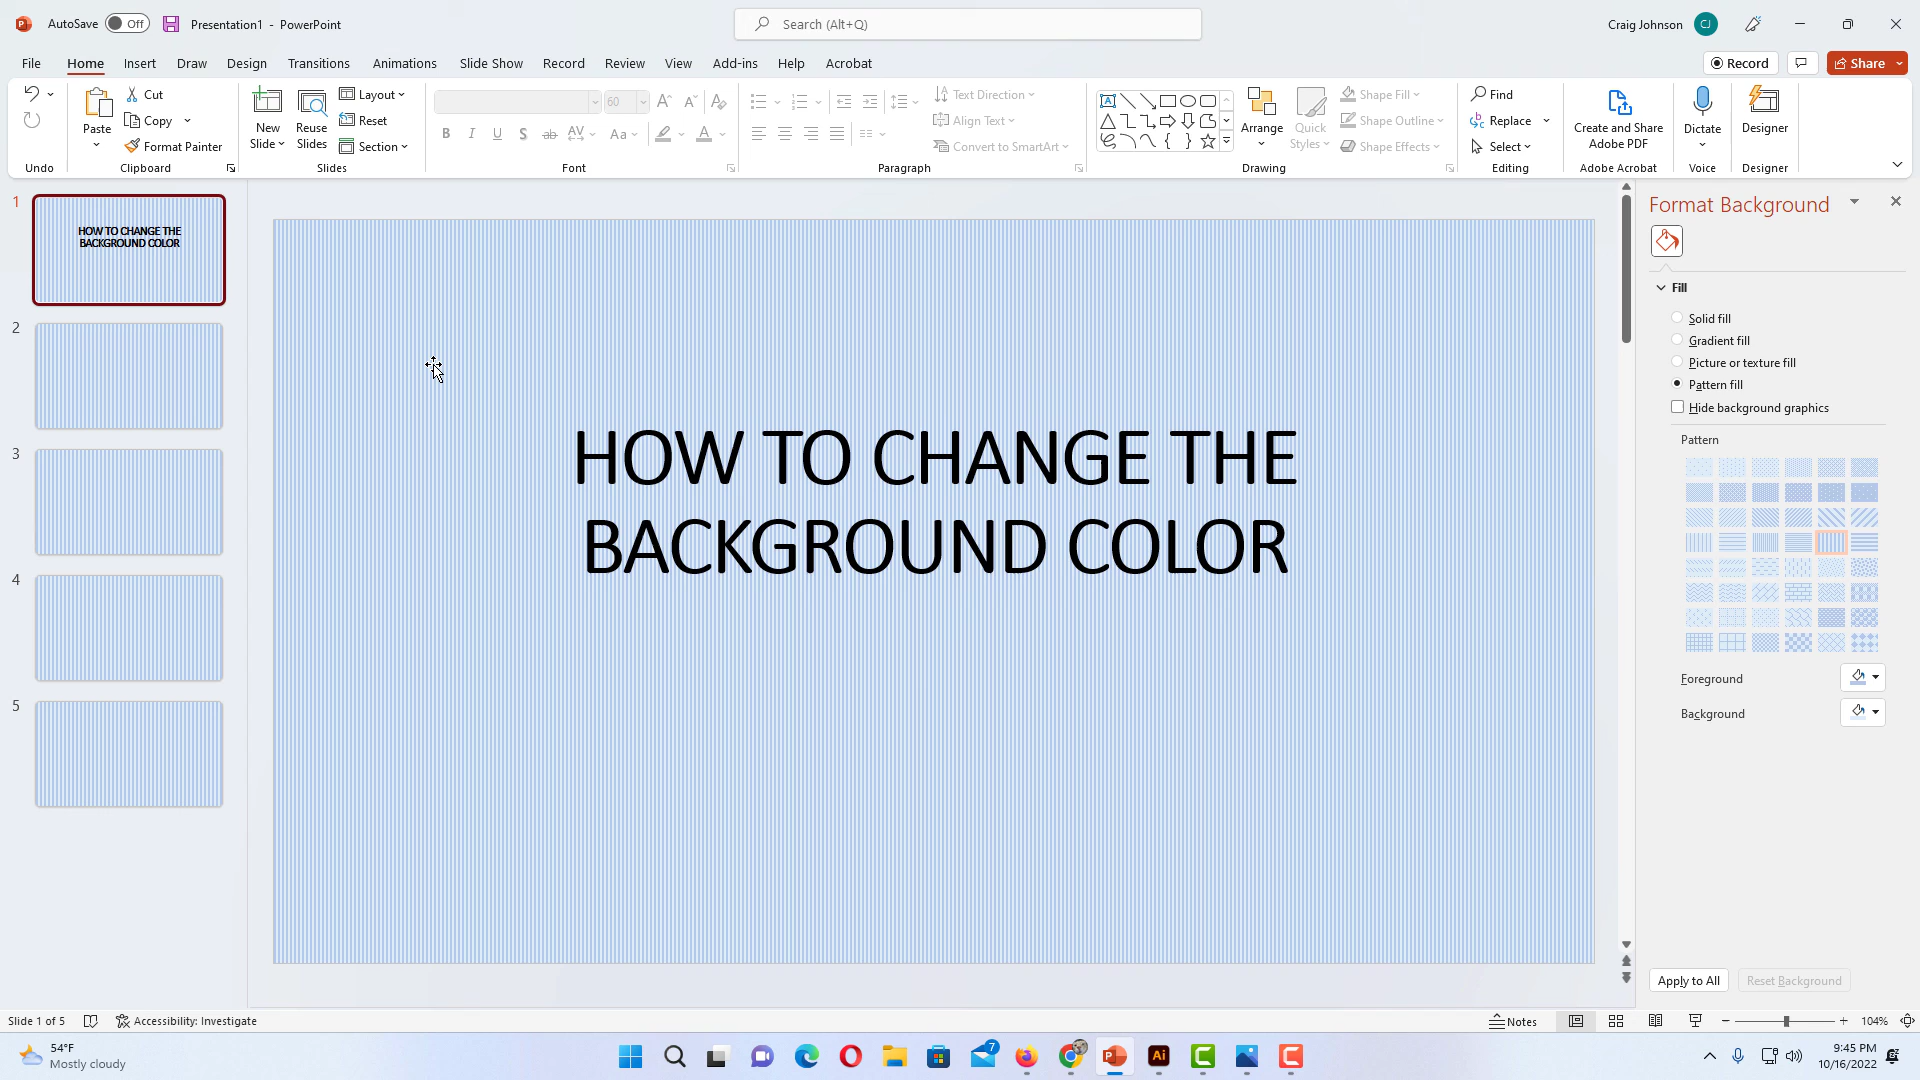 AutoSave Off Presentation1 - PowerPoint Search (Alt+Q) Craig Johnson CJ
File Home Insert Draw Design Transitions Animations Slide Show Record Review View Add-ins Help Acrobat Record Share
Cut Layout 60 Text Direction Shape Fill Find
Paste Copy New Slide Reuse Slides Reset Align Text Arrange Quick Styles Shape Outline Replace Create and Share Adobe PDF Dictate Designer
Format Painter Section B I U S ab AV Aa A Convert to SmartArt Shape Effects Select
Undo Clipboard Slides Font Paragraph Drawing Editing Adobe Acrobat Voice Designer
1
HOW TO CHANGE THE
BACKGROUND COLOR
2
3
4
5
HOW TO CHANGE THE
BACKGROUND COLOR
Format Background
Fill
Solid fill
Gradient fill
Picture or texture fill
Pattern fill
Hide background graphics
Pattern
Foreground
Background
Apply to All Reset Background
Slide 1 of 5 Accessibility: Investigate Notes 104%
54°F
Mostly cloudy
7
Ai
9:45 PM
10/16/2022